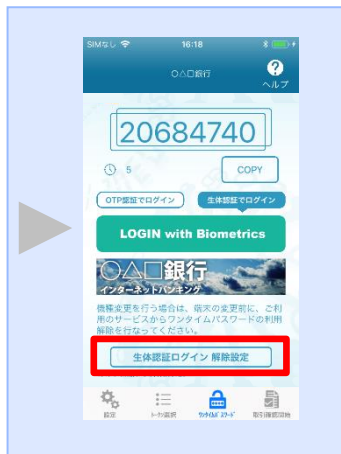 SIMなし 16:18
○△□銀行
?
ヘルプ
20684740
5 COPY
OTP認証でログイン 生体認証でログイン
LOGIN with Biometrics
○△□銀行
インターネットバンキング
機種変更を行う場合は、端末の変更前に、ご利
用のサービスからワンタイムパスワードの利用
解除を行なってください。
生体認証ログイン 解除設定
設定 トークン選択 ワンタイムパスワード 取引確認開始